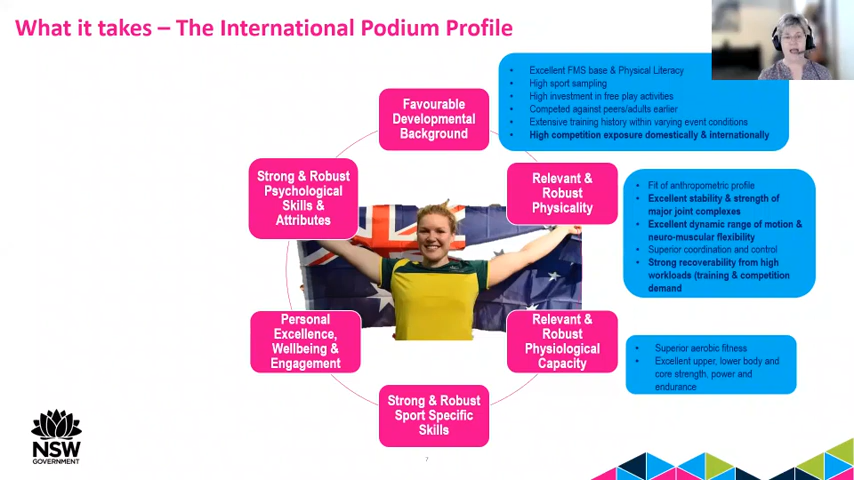 What it takes – The International Podium Profile
Favourable
Developmental
Background
• Excellent FMS base & Physical Literacy
• High sport sampling
• High investment in free play activities
• Competed against peers/adults earlier
• Extensive training history within varying event conditions
• High competition exposure domestically & internationally
Strong & Robust
Psychological
Skills &
Attributes
Relevant &
Robust
Physicality
• Fit of anthropometric profile
• Excellent stability & strength of
major joint complexes
• Excellent dynamic range of motion &
neuro-muscular flexibility
• Superior coordination and control
• Strong recoverability from high
workloads (training & competition
demand
Personal
Excellence,
Wellbeing &
Engagement
Relevant &
Robust
Physiological
Capacity
• Superior aerobic fitness
• Excellent upper, lower body and
core strength, power and
endurance
Strong & Robust
Sport Specific
Skills
NSW
GOVERNMENT
7